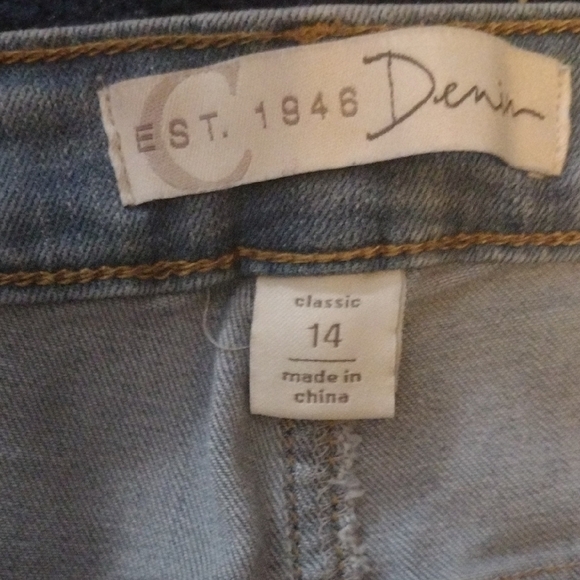 C
EST. 1946 Denim
classic
14
made in
china